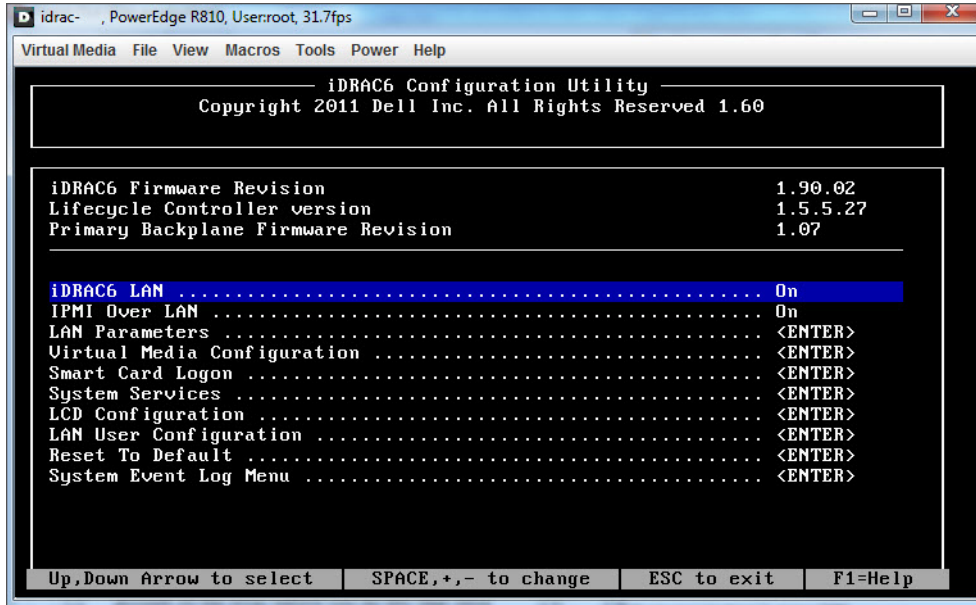 idrac- , PowerEdge R810, User:root, 31.7fps
Virtual Media File View Macros Tools Power Help
iDRAC6 Configuration Utility
Copyright 2011 Dell Inc. All Rights Reserved 1.60
iDRAC6 Firmware Revision 1.90.02
Lifecycle Controller version 1.5.5.27
Primary Backplane Firmware Revision 1.07
iDRAC6 LAN ................................................... On
IPMI Over LAN ................................................ On
LAN Parameters ............................................... <ENTER>
Virtual Media Configuration .................................. <ENTER>
Smart Card Logon ............................................. <ENTER>
System Services .............................................. <ENTER>
LCD Configuration ............................................ <ENTER>
LAN User Configuration ....................................... <ENTER>
Reset To Default ............................................. <ENTER>
System Event Log Menu ........................................ <ENTER>
Up,Down Arrow to select SPACE,+,- to change ESC to exit F1=Help